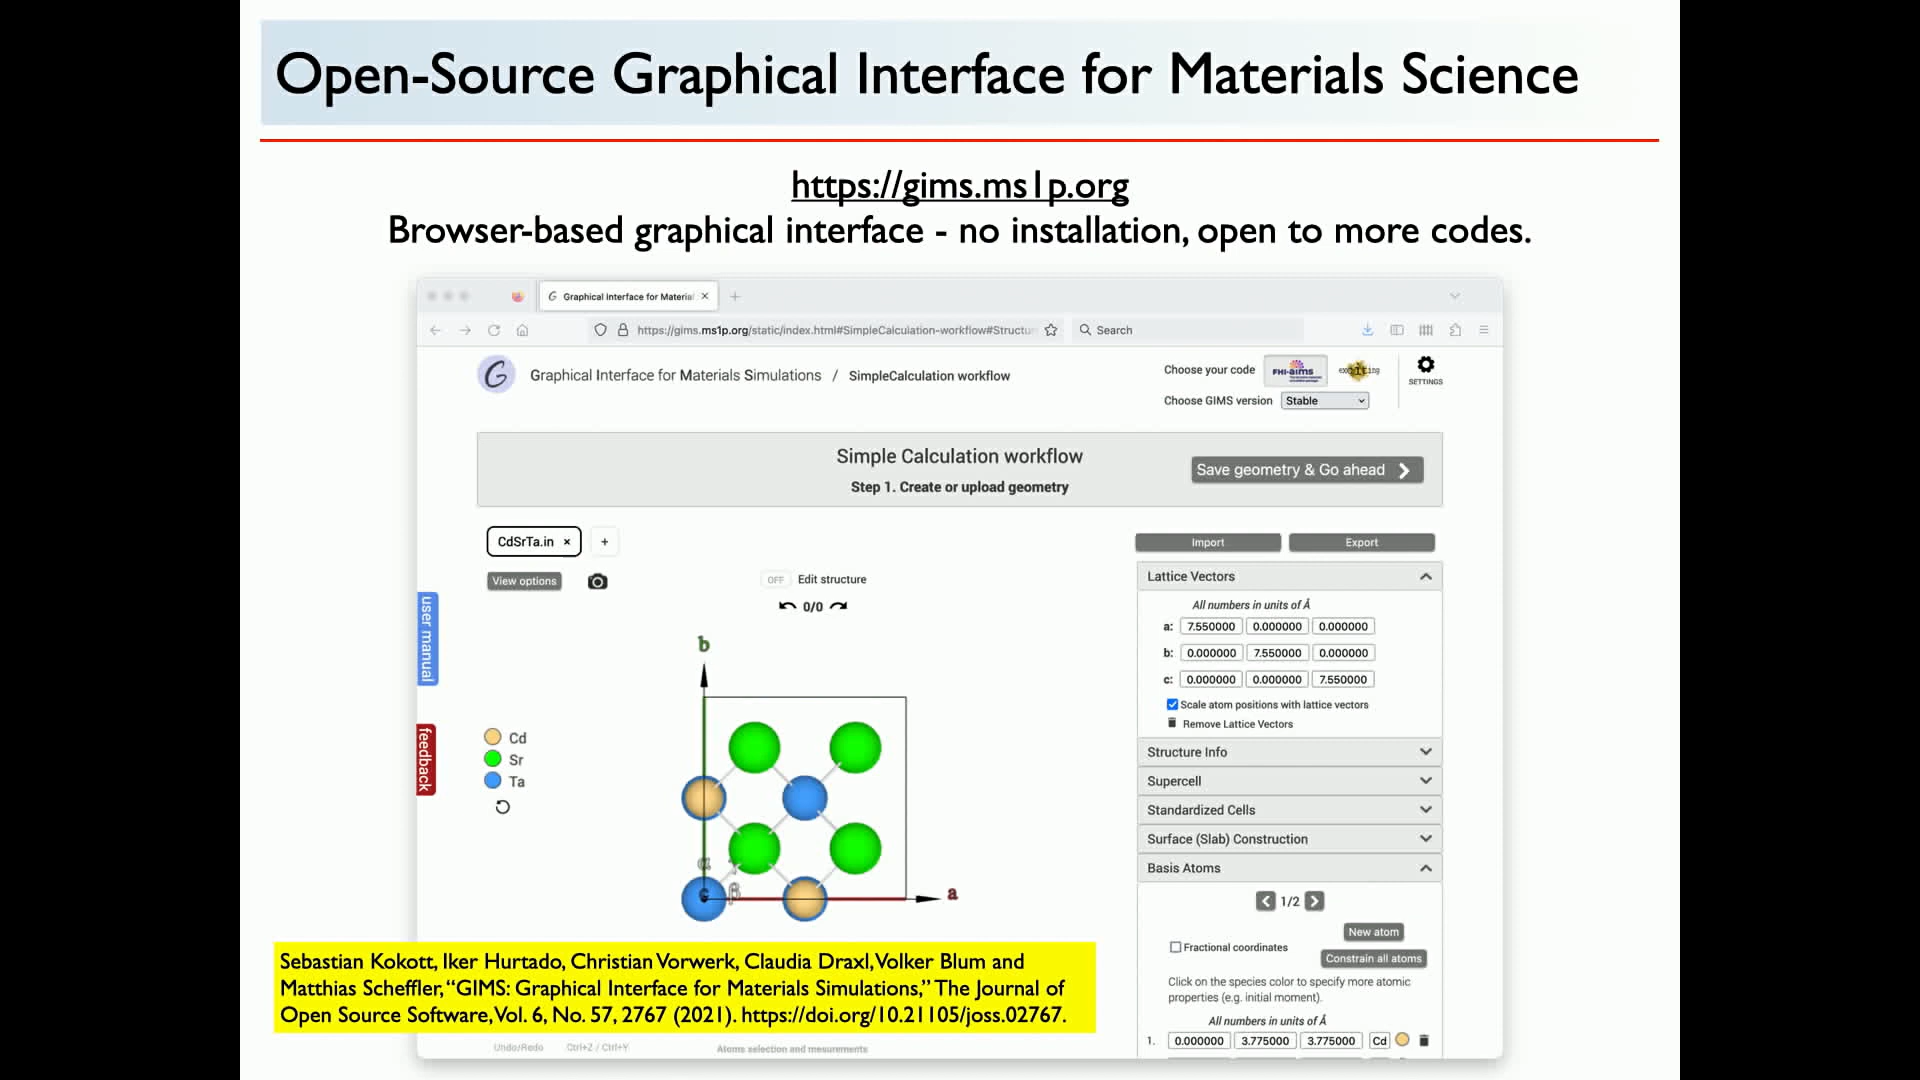 Open-Source Graphical Interface for Materials Science
https://gims.ms1p.org
Browser-based graphical interface - no installation, open to more codes.
Graphical Interface for Material
https://gims.ms1p.org/static/index.html#SimpleCalculation-workflow#Structur
Search
Graphical Interface for Materials Simulations / SimpleCalculation workflow
Choose your code
FHI-aims
exciting
SETTINGS
Choose GIMS version
Stable
Simple Calculation workflow
Step 1. Create or upload geometry
Save geometry & Go ahead
CdSrTa.in ×
+
Import
Export
View options
OFF Edit structure
0/0
user manual
feedback
Cd
Sr
Ta
b
α
γ
β
c
a
Lattice Vectors
All numbers in units of Å
a: 7.550000 0.000000 0.000000
b: 0.000000 7.550000 0.000000
c: 0.000000 0.000000 7.550000
Scale atom positions with lattice vectors
Remove Lattice Vectors
Structure Info
Supercell
Standardized Cells
Surface (Slab) Construction
Basis Atoms
1/2
New atom
Fractional coordinates
Constrain all atoms
Click on the species color to specify more atomic
properties (e.g. initial moment).
All numbers in units of Å
1. 0.000000 3.775000 3.775000 Cd
Sebastian Kokott, Iker Hurtado, Christian Vorwerk, Claudia Draxl, Volker Blum and
Matthias Scheffler, “GIMS: Graphical Interface for Materials Simulations,” The Journal of
Open Source Software, Vol. 6, No. 57, 2767 (2021). https://doi.org/10.21105/joss.02767.
Undo/Redo Ctrl+Z / Ctrl+Y
Atoms selection and mesurements